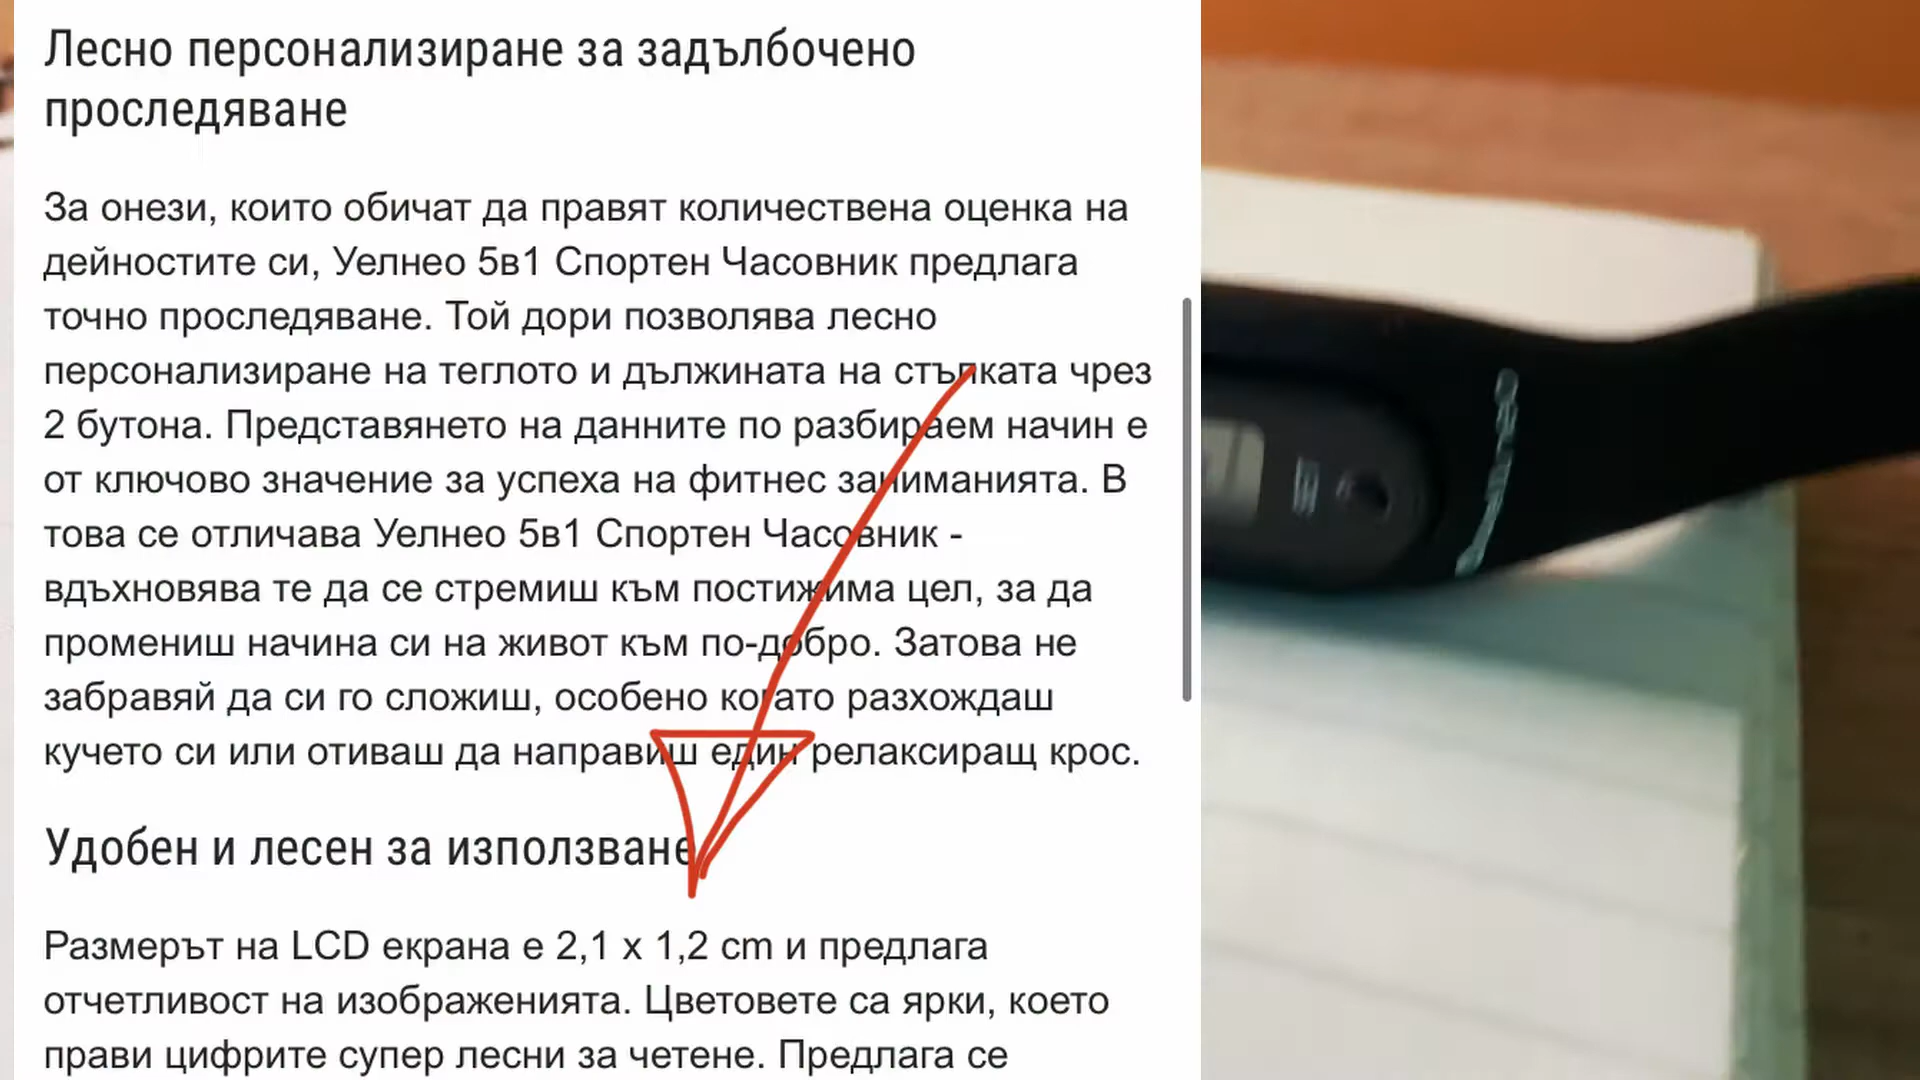 Лесно персонализиране за задълбочено
проследяване
За онези, които обичат да правят количествена оценка на
дейностите си, Уелнео 5в1 Спортен Часовник предлага
точно проследяване. Той дори позволява лесно
персонализиране на теглото и дължината на стъпката чрез
2 бутона. Представянето на данните по разбираем начин е
от ключово значение за успеха на фитнес заниманията. В
това се отличава Уелнео 5в1 Спортен Часовник -
вдъхновява те да се стремиш към постижима цел, за да
промениш начина си на живот към по-добро. Затова не
забравяй да си го сложиш, особено когато разхождаш
кучето си или отиваш да направиш един релаксиращ крос.
Удобен и лесен за използване
Размерът на LCD екрана е 2,1 x 1,2 cm и предлага
отчетливост на изображенията. Цветовете са ярки, което
прави цифрите супер лесни за четене. Предлага се